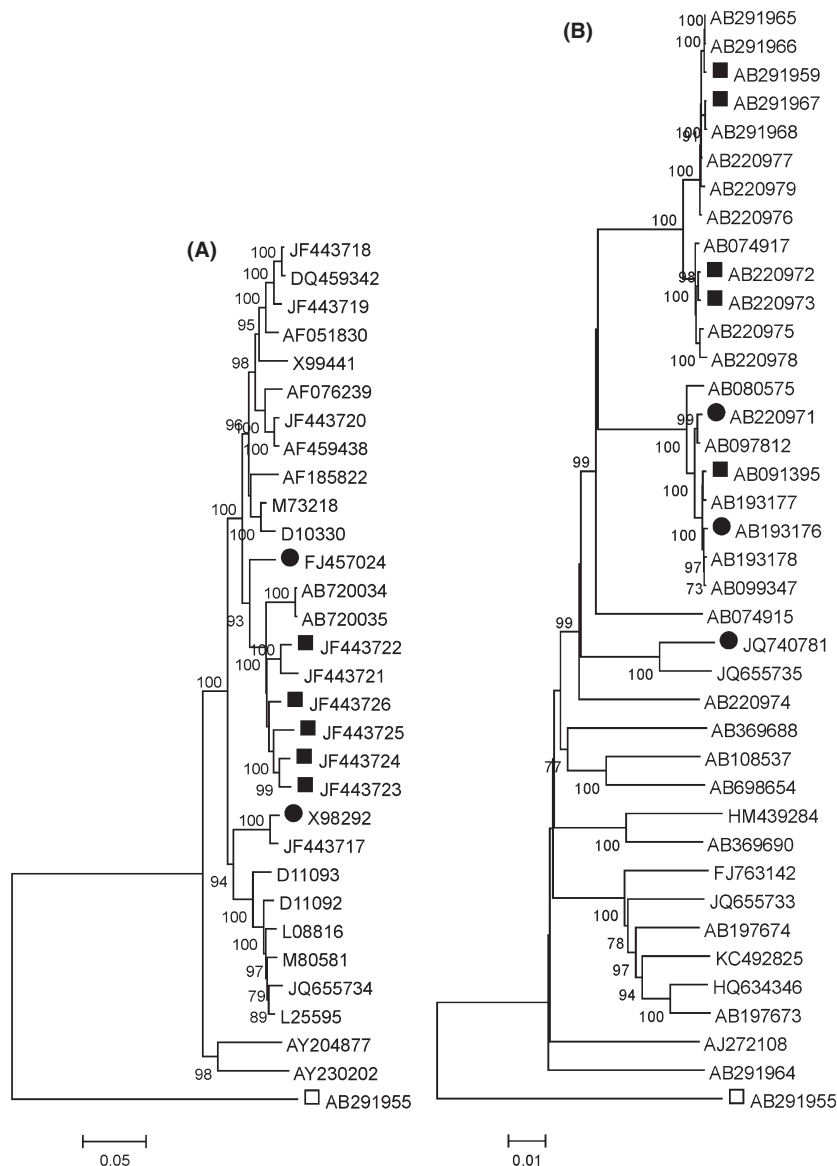 (A)
100
JF443718
100
DQ459342
100
JF443719
95
AF051830
98
X99441
AF076239
96
100
JF443720
100
AF459438
AF185822
100
M73218
100
D10330
FJ457024
100
AB720034
93
AB720035
100
JF443722
100
JF443721
100
JF443726
JF443725
100
JF443724
99
JF443723
100
X98292
JF443717
94
D11093
100
D11092
100
L08816
97
M80581
79
JQ655734
89
L25595
AY204877
98
AY230202
AB291955
0.05
(B)
100
AB291965
100
AB291966
AB291959
AB291967
100
91
AB291968
AB220977
100
AB220979
100
AB220976
AB074917
98
AB220972
100
AB220973
AB220975
100
AB220978
AB080575
99
AB220971
100
AB097812
99
AB091395
100
AB193177
100
AB193176
97
AB193178
73
AB099347
99
AB074915
JQ740781
100
JQ655735
AB220974
AB369688
77
AB108537
100
AB698654
HM439284
100
AB369690
FJ763142
100
JQ655733
78
AB197674
97
KC492825
94
HQ634346
100
AB197673
AJ272108
AB291964
AB291955
0.01